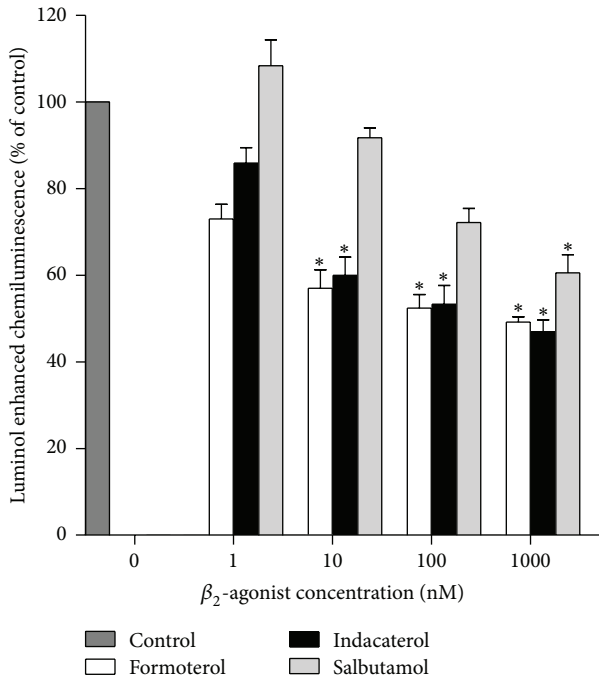 Luminol enhanced chemiluminescence (% of control)
120
100
80
60
40
20
0
* *
* *
* * *
0 1 10 100 1000
β₂-agonist concentration (nM)
Control Indacaterol
Formoterol Salbutamol